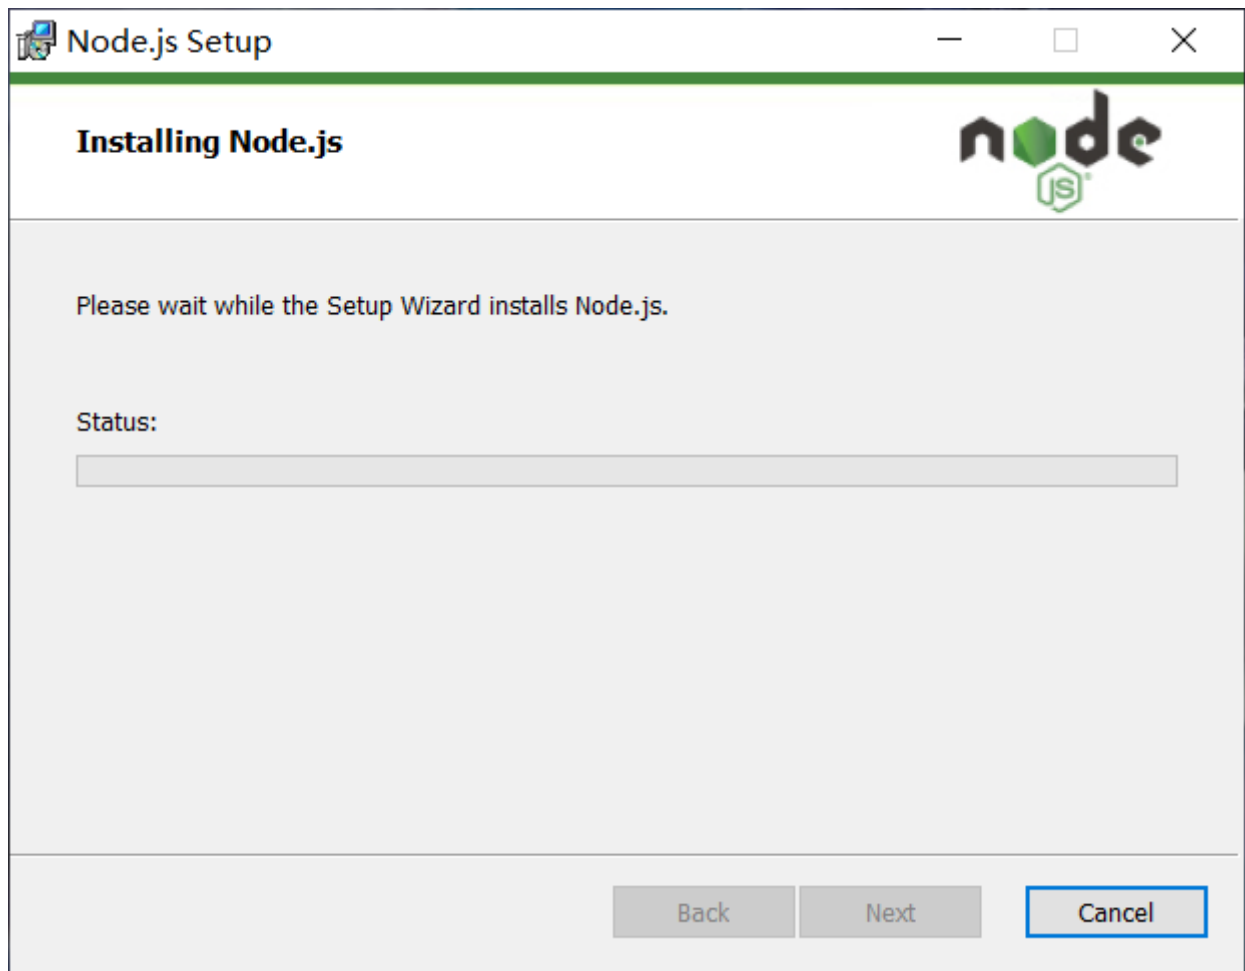 Node.js Setup
Installing Node.js
node
JS
Please wait while the Setup Wizard installs Node.js.
Status:
Back
Next
Cancel